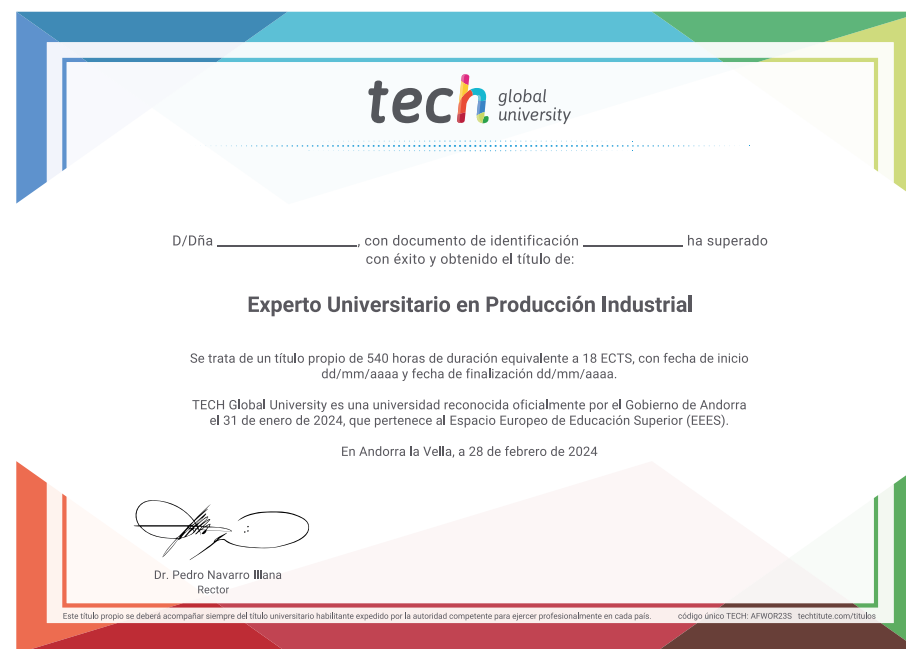 tech global university
D/Dña ____________, con documento de identificación ____________ ha superado
con éxito y obtenido el título de:
Experto Universitario en Producción Industrial
Se trata de un título propio de 540 horas de duración equivalente a 18 ECTS, con fecha de inicio
dd/mm/aaaa y fecha de finalización dd/mm/aaaa.
TECH Global University es una universidad reconocida oficialmente por el Gobierno de Andorra
el 31 de enero de 2024, que pertenece al Espacio Europeo de Educación Superior (EEES).
En Andorra la Vella, a 28 de febrero de 2024
Dr. Pedro Navarro Illana
Rector
Este título propio se deberá acompañar siempre del título universitario habilitante expedido por la autoridad competente para ejercer profesionalmente en cada país. código único TECH: AFWOR23S techtitute.com/titulos